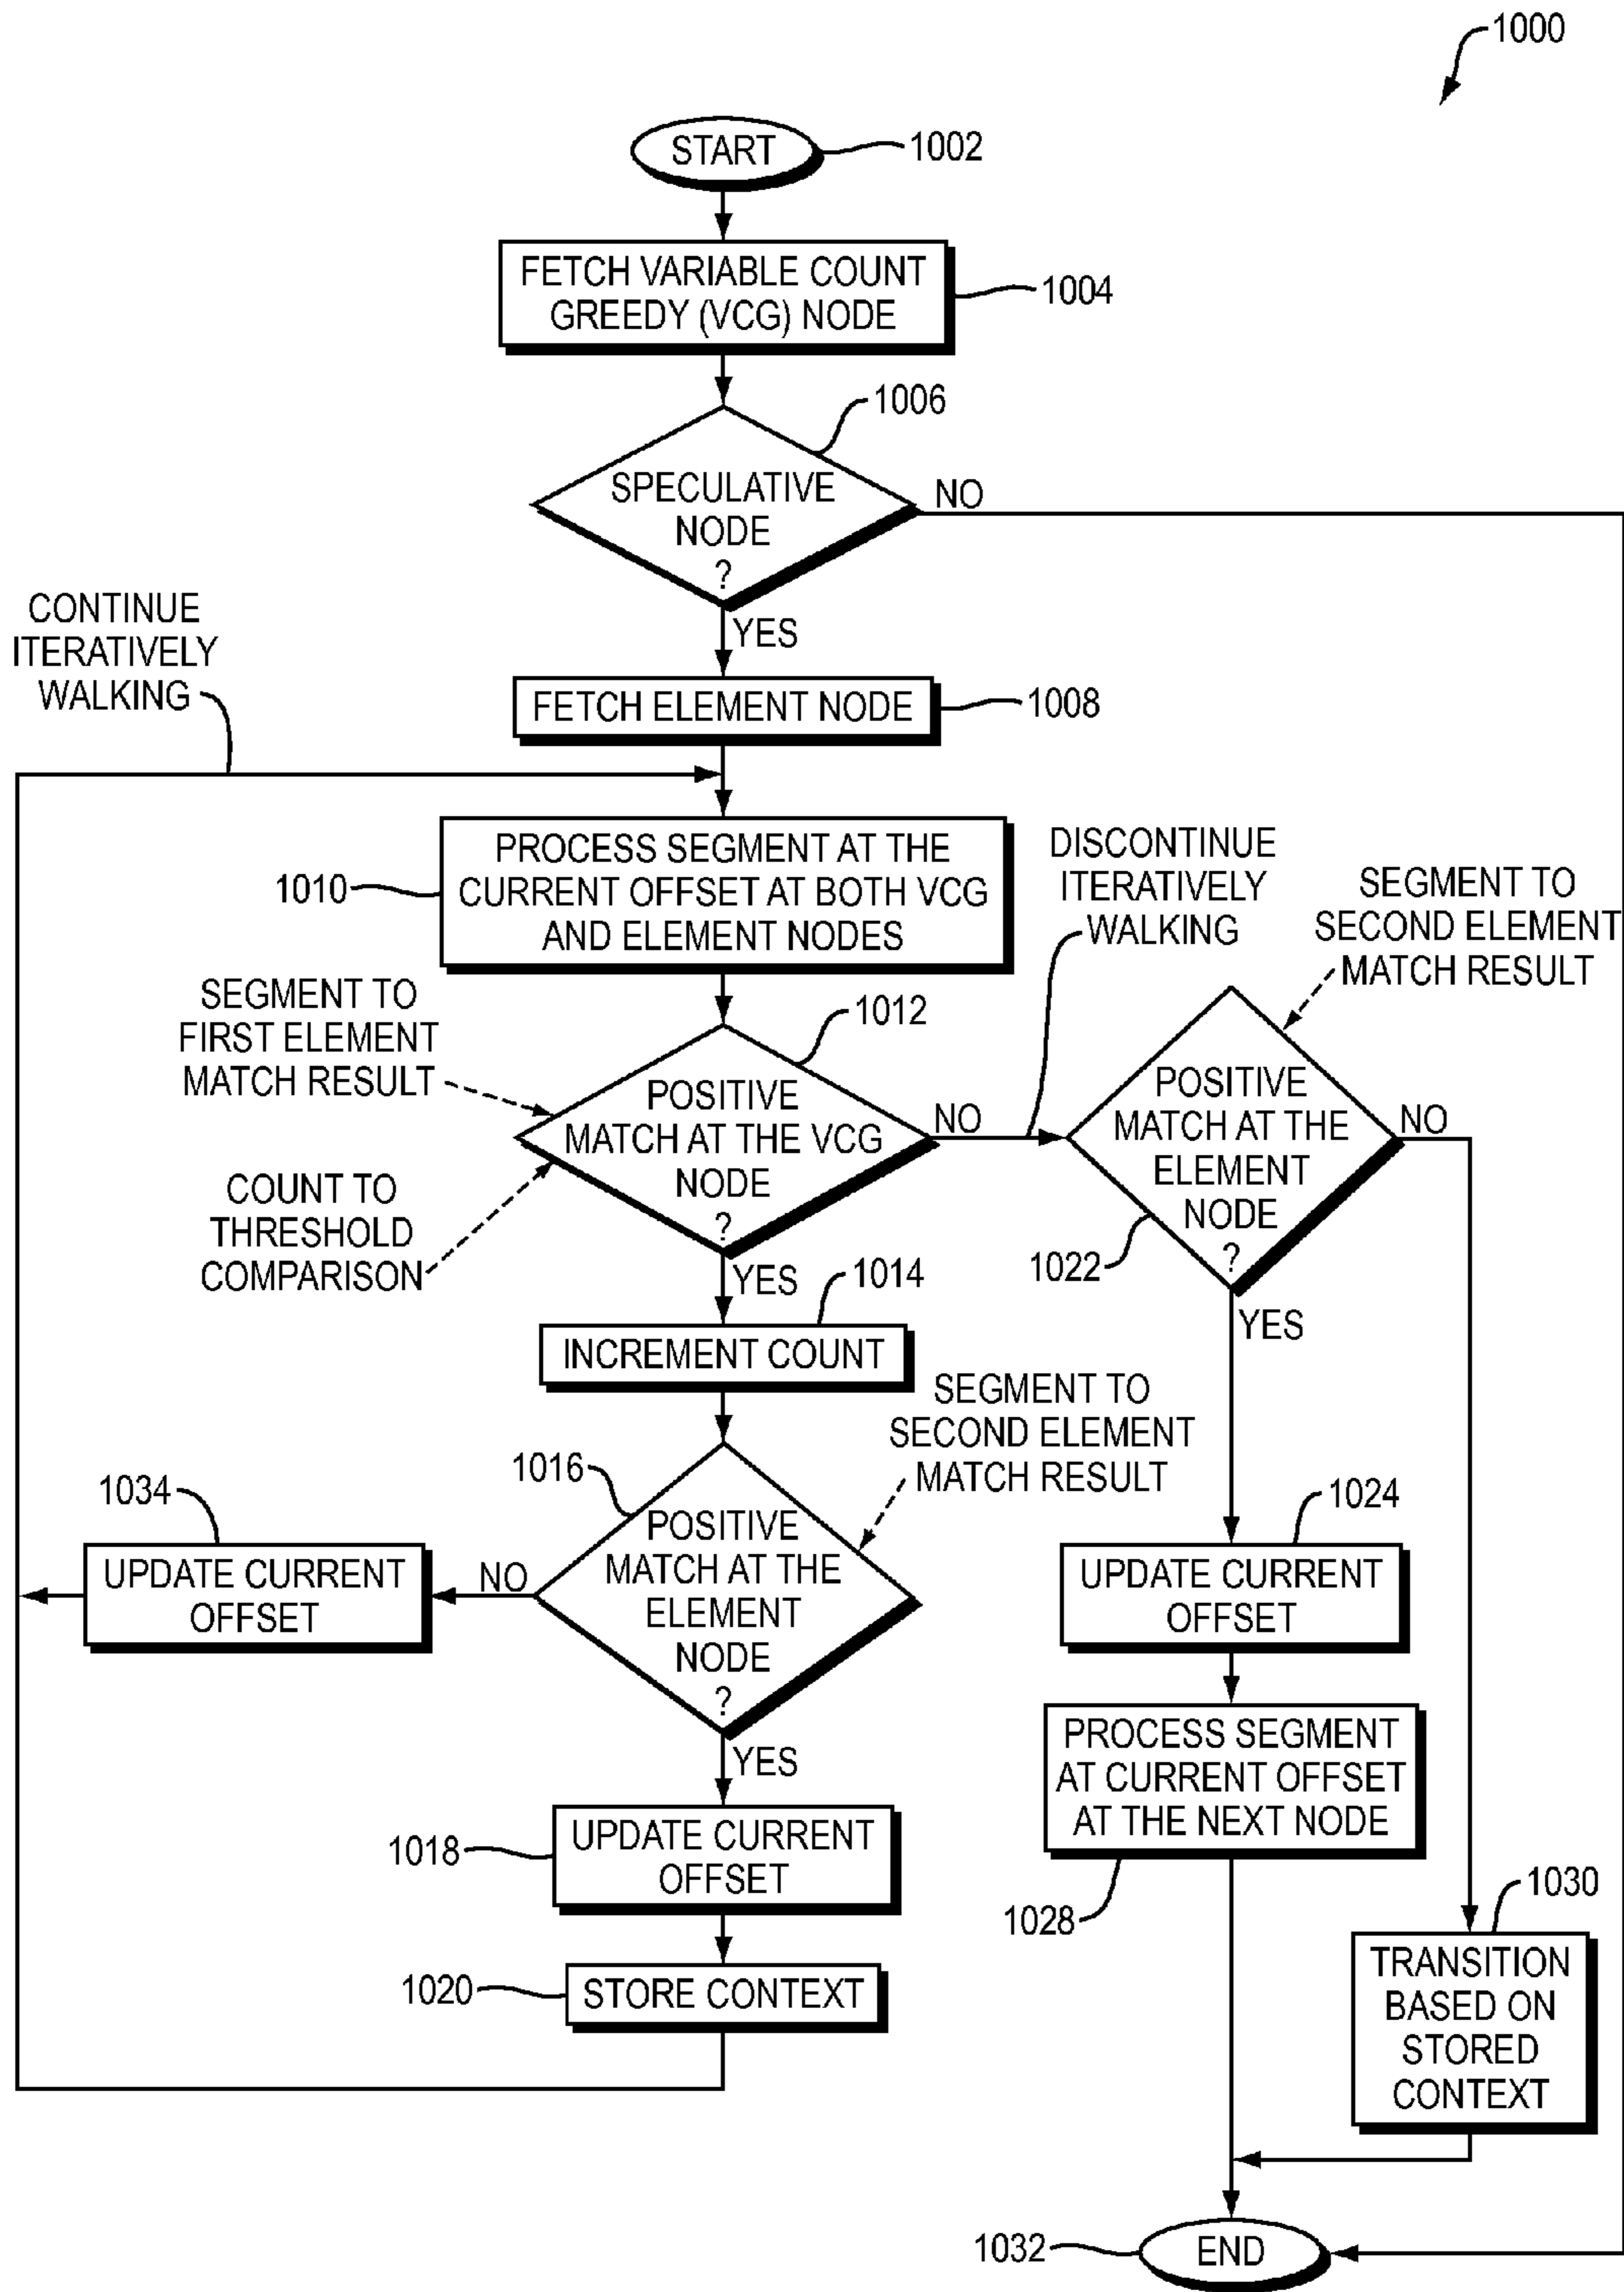 1000
START
1002
FETCH VARIABLE COUNT
GREEDY (VCG) NODE
1004
1006
SPECULATIVE
NODE
?
NO
YES
CONTINUE
ITERATIVELY
WALKING
FETCH ELEMENT NODE
1008
PROCESS SEGMENT AT THE
CURRENT OFFSET AT BOTH VCG
AND ELEMENT NODES
1010
DISCONTINUE
ITERATIVELY
WALKING
SEGMENT TO
SECOND ELEMENT
MATCH RESULT
SEGMENT TO
FIRST ELEMENT
MATCH RESULT
1012
POSITIVE
MATCH AT THE VCG
NODE
?
NO
COUNT TO
THRESHOLD
COMPARISON
YES
POSITIVE
MATCH AT THE
ELEMENT
NODE
?
NO
1022
YES
1014
INCREMENT COUNT
SEGMENT TO
SECOND ELEMENT
MATCH RESULT
1016
POSITIVE
MATCH AT THE
ELEMENT
NODE
?
NO
1034
UPDATE CURRENT
OFFSET
YES
1024
UPDATE CURRENT
OFFSET
PROCESS SEGMENT
AT CURRENT OFFSET
AT THE NEXT NODE
1028
1018
UPDATE CURRENT
OFFSET
1020
STORE CONTEXT
1030
TRANSITION
BASED ON
STORED
CONTEXT
1032
END